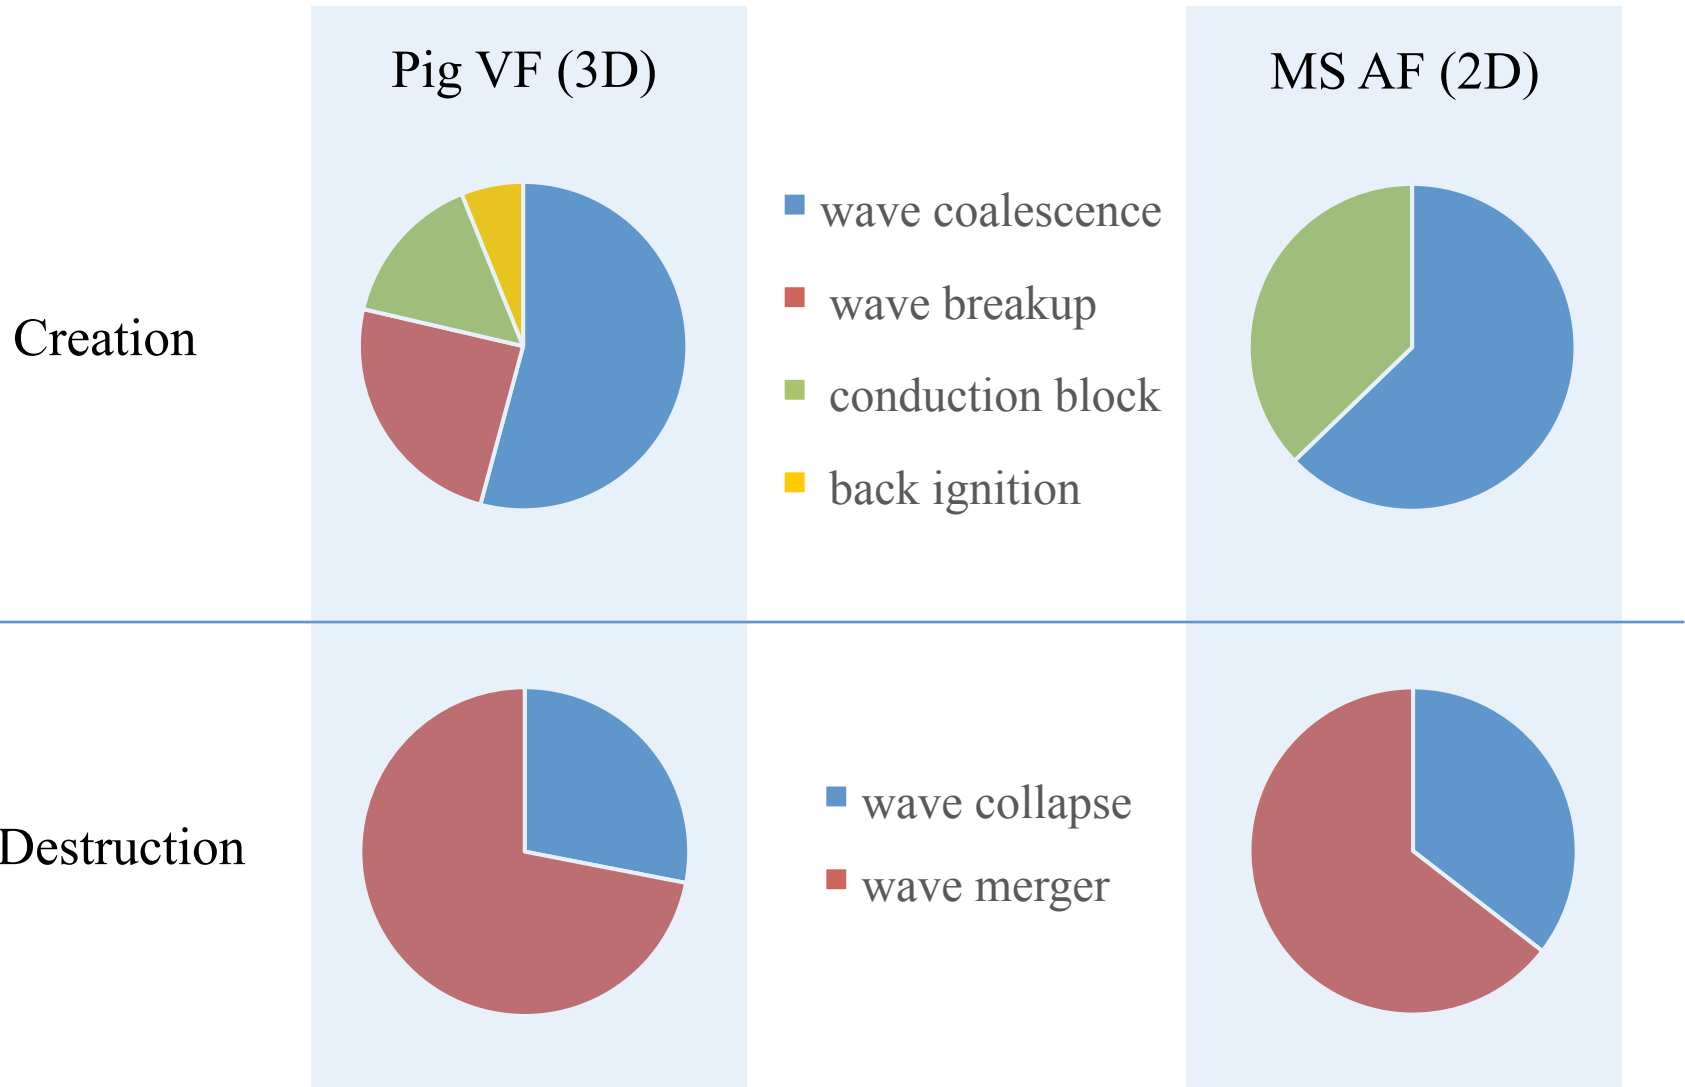 Pig VF (3D)
MS AF (2D)
Creation
wave coalescence
wave breakup
conduction block
back ignition
Destruction
wave collapse
wave merger